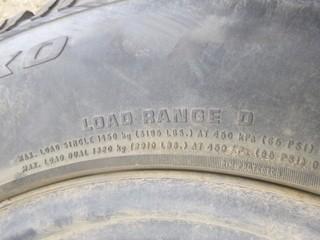 KO
LOAD RANGE D
MAX. LOAD SINGLE 1450 kg (3195 LBS.) AT 450 kPa (65 PSI)
MAX. LOAD DUAL 1320 kg (2910 LBS.) AT 450 kPa (65 PSI)